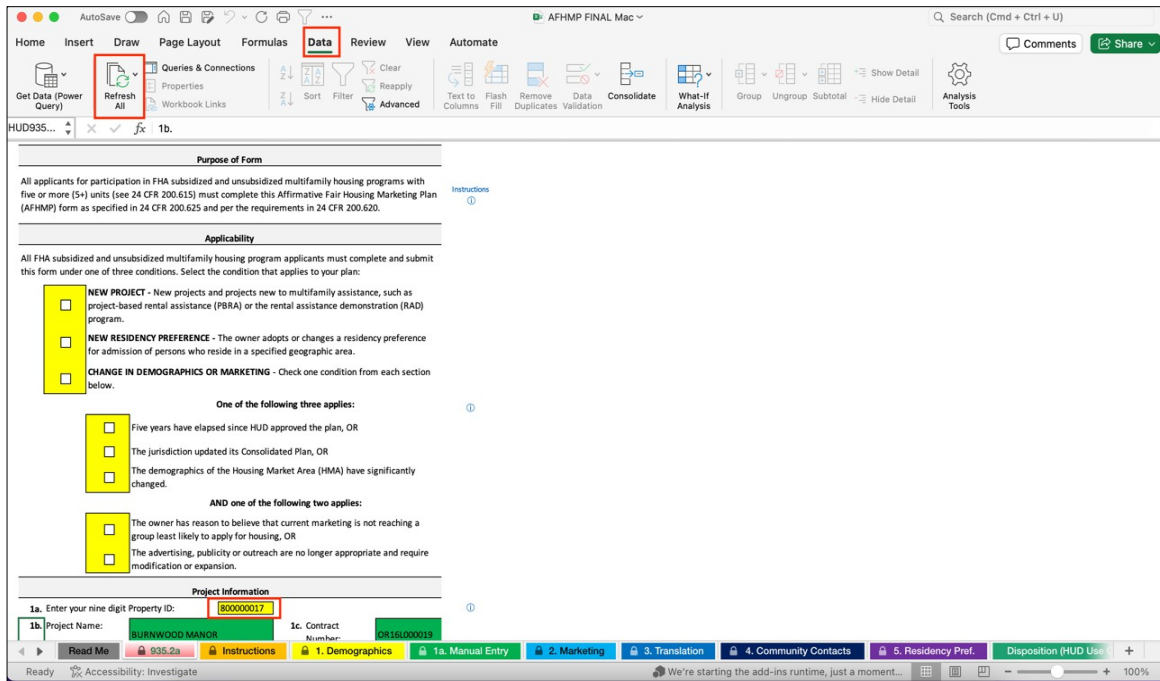 AutoSave
AFHMP FINAL Mac
Search (Cmd + Ctrl + U)
Home Insert Draw Page Layout Formulas Data Review View Automate
Comments Share
Get Data (Power Query)
Refresh All
Queries & Connections
Properties
Workbook Links
Sort
Filter
Clear
Reapply
Advanced
Text to Columns
Flash Fill
Remove Duplicates
Data Validation
Consolidate
What-If Analysis
Group
Ungroup
Subtotal
Show Detail
Hide Detail
Analysis Tools
HUD935... fx 1b.
Purpose of Form
All applicants for participation in FHA subsidized and unsubsidized multifamily housing programs with
five or more (5+) units (see 24 CFR 200.615) must complete this Affirmative Fair Housing Marketing Plan
(AFHMP) form as specified in 24 CFR 200.625 and per the requirements in 24 CFR 200.620.
Instructions
Applicability
All FHA subsidized and unsubsidized multifamily housing program applicants must complete and submit
this form under one of three conditions. Select the condition that applies to your plan:
NEW PROJECT - New projects and projects new to multifamily assistance, such as
project-based rental assistance (PBRA) or the rental assistance demonstration (RAD)
program.
NEW RESIDENCY PREFERENCE - The owner adopts or changes a residency preference
for admission of persons who reside in a specified geographic area.
CHANGE IN DEMOGRAPHICS OR MARKETING - Check one condition from each section
below.
One of the following three applies:
Five years have elapsed since HUD approved the plan, OR
The jurisdiction updated its Consolidated Plan, OR
The demographics of the Housing Market Area (HMA) have significantly
changed.
AND one of the following two applies:
The owner has reason to believe that current marketing is not reaching a
group least likely to apply for housing, OR
The advertising, publicity or outreach are no longer appropriate and require
modification or expansion.
Project Information
1a. Enter your nine digit Property ID: 800000017
1b. Project Name: BURNWOOD MANOR
1c. Contract Number: OR16L000019
Read Me 935.2a Instructions 1. Demographics 1a. Manual Entry 2. Marketing 3. Translation 4. Community Contacts 5. Residency Pref. Disposition (HUD Use
Ready Accessibility: Investigate We're starting the add-ins runtime, just a moment... 100%